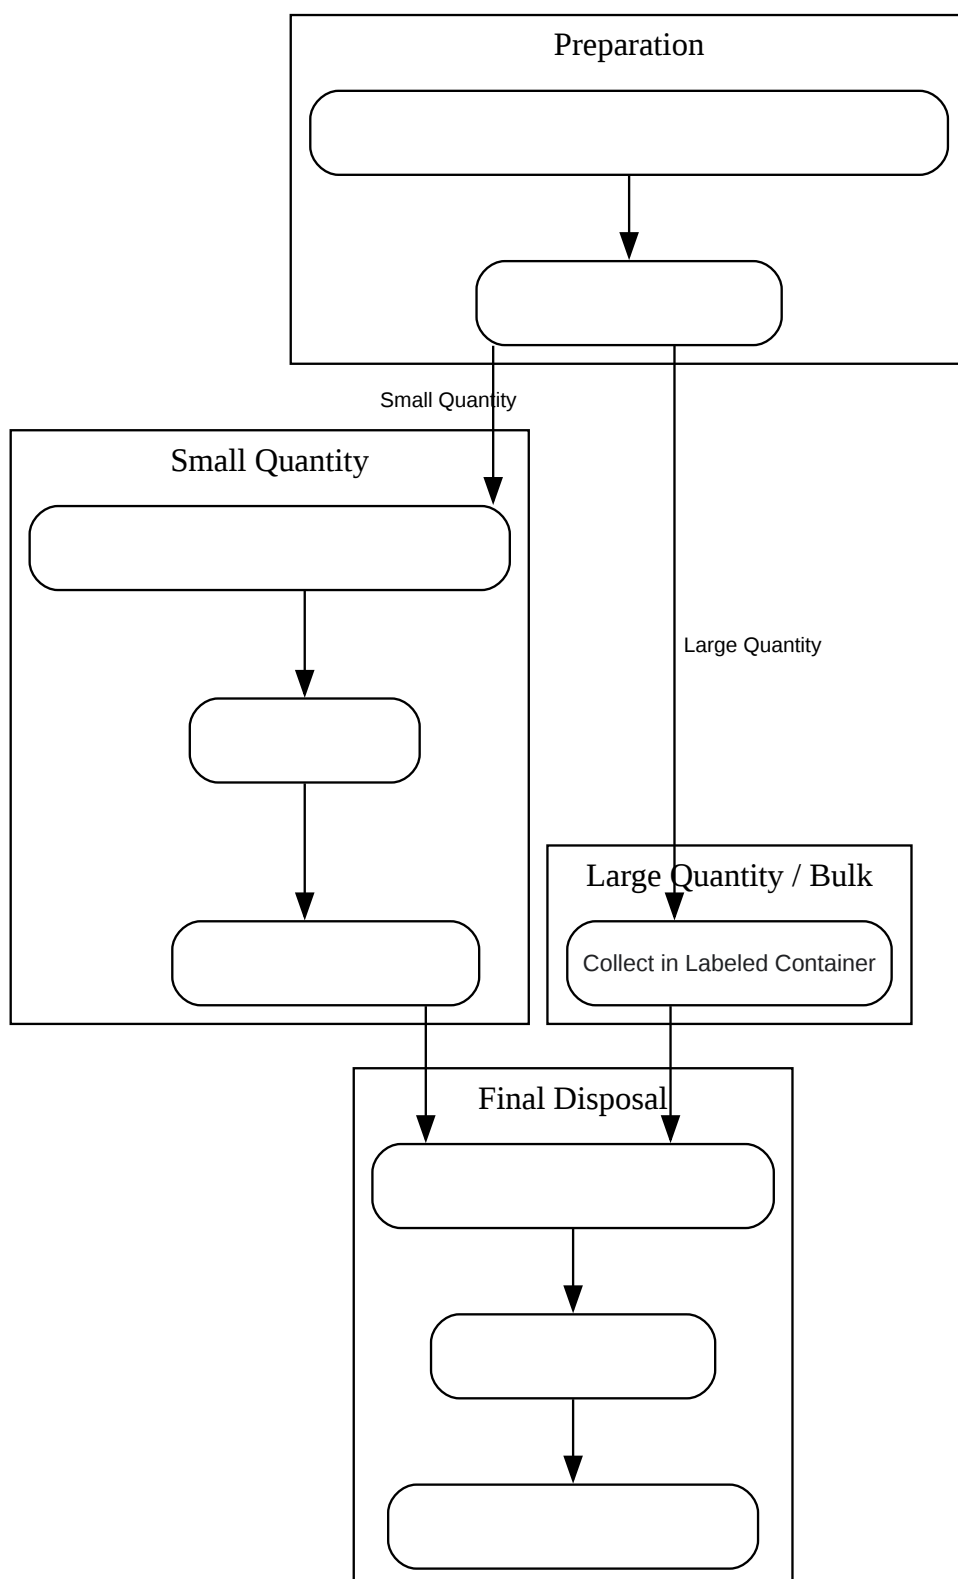 Preparation
Small Quantity
Small Quantity
Large Quantity
Large Quantity / Bulk
Collect in Labeled Container
Final Disposal